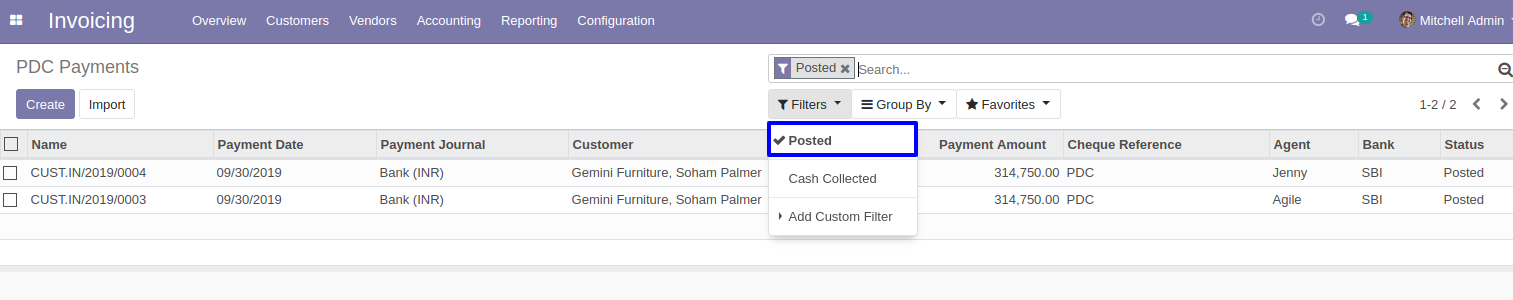 Invoicing Overview Customers Vendors Accounting Reporting Configuration 1 Mitchell Admin
PDC Payments
Posted Search...
Create Import
Filters Group By Favorites 1-2 / 2
Posted
Cash Collected
Add Custom Filter
Name Payment Date Payment Journal Customer Payment Amount Cheque Reference Agent Bank Status
CUST.IN/2019/0004 09/30/2019 Bank (INR) Gemini Furniture, Soham Palmer 314,750.00 PDC Jenny SBI Posted
CUST.IN/2019/0003 09/30/2019 Bank (INR) Gemini Furniture, Soham Palmer 314,750.00 PDC Agile SBI Posted